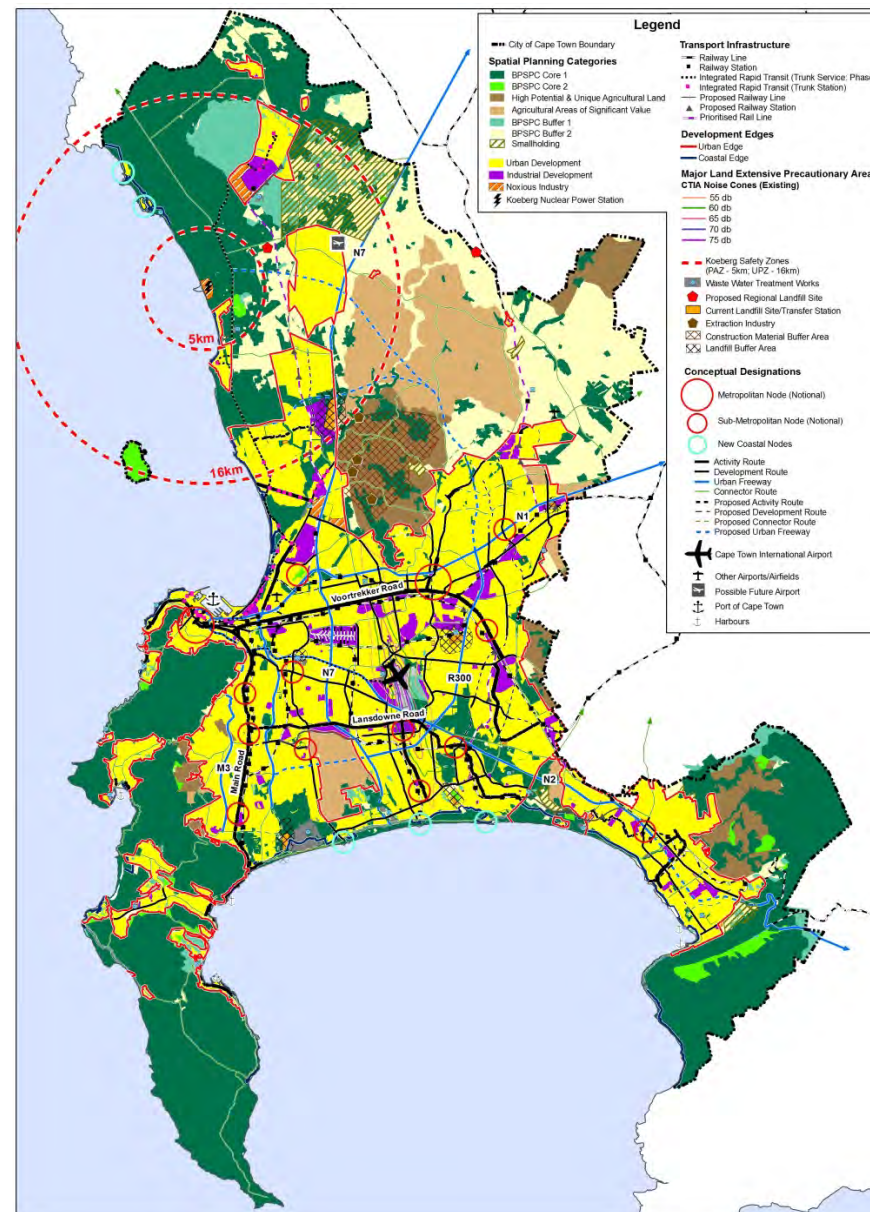 Legend
City of Cape Town Boundary
Spatial Planning Categories
BPSPC Core 1
BPSPC Core 2
High Potential & Unique Agricultural Land
Agricultural Areas of Significant Value
BPSPC Buffer 1
BPSPC Buffer 2
Smallholding
Urban Development
Industrial Development
Noxious Industry
Koeberg Nuclear Power Station
Transport Infrastructure
Railway Line
Railway Station
Integrated Rapid Transit (Trunk Service: Phase
Integrated Rapid Transit (Trunk Station)
Proposed Railway Line
Proposed Railway Station
Prioritised Rail Line
Development Edges
Urban Edge
Coastal Edge
Major Land Extensive Precautionary Area
CTIA Noise Cones (Existing)
55 db
60 db
65 db
70 db
75 db
Koeberg Safety Zones
(PAZ - 5km; UPZ - 16km)
Waste Water Treatment Works
Proposed Regional Landfill Site
Current Landfill Site/Transfer Station
Extraction Industry
Construction Material Buffer Area
Landfill Buffer Area
Conceptual Designations
Metropolitan Node (Notional)
Sub-Metropolitan Node (Notional)
New Coastal Nodes
Activity Route
Development Route
Urban Freeway
Connector Route
Proposed Activity Route
Proposed Development Route
Proposed Connector Route
Proposed Urban Freeway
Cape Town International Airport
Other Airports/Airfields
Possible Future Airport
Port of Cape Town
Harbours
N7
5km
16km
N1
Voortrekker Road
N7
R300
Lansdowne Road
M3
Main Road
N2